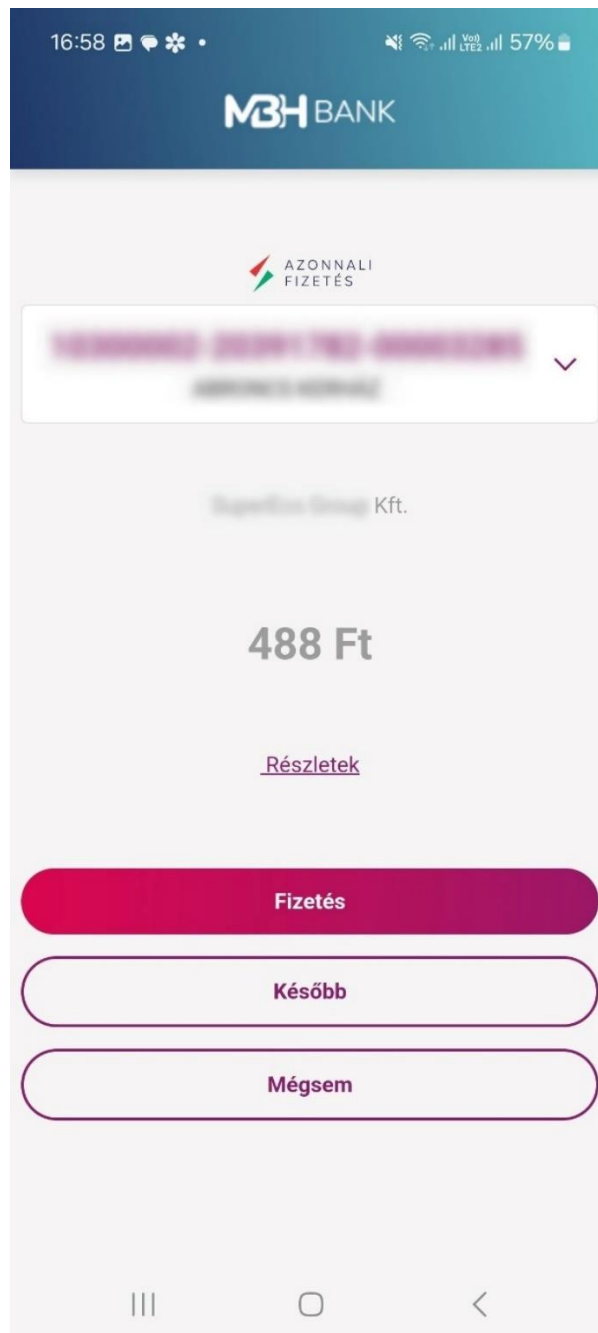 16:58 57%
MBH BANK
AZONNALI
FIZETÉS
Kft.
488 Ft
Részletek
Fizetés
Később
Mégsem